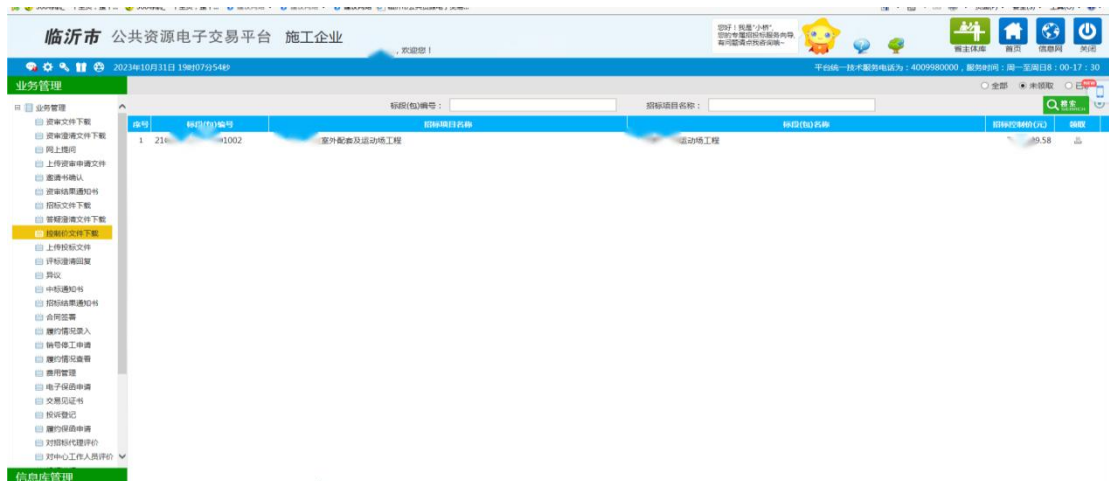 临沂市 公共资源电子交易平台 施工企业
, 欢迎您！
您好！我是"小桥",
您的专属招投标服务向导,
有问题请点我咨询哦~
省主体库 首页 信息网 关闭
2023年10月31日 19时07分54秒
平台统一技术服务电话为：4009980000，服务时间：周一至周日8：00-17：30
业务管理
全部 未领取
标段(包)编号：
招标项目名称：
搜索
序号 标段(包)编号 招标项目名称 标段(包)名称 招标控制价(元) 领取
1 216 1002 室外配套及运动场工程 运动场工程 9.58
业务管理
资审文件下载
资审澄清文件下载
网上提问
上传资审申请文件
邀请书确认
资审结果通知书
招标文件下载
答疑澄清文件下载
控制价文件下载
上传投标文件
评标澄清回复
异议
中标通知书
招标结果通知书
合同签署
履约情况录入
销号停工申请
履约情况查看
费用管理
电子保函申请
交易见证书
投诉登记
履约保函申请
对招标代理评价
对中心工作人员评价
信息库管理